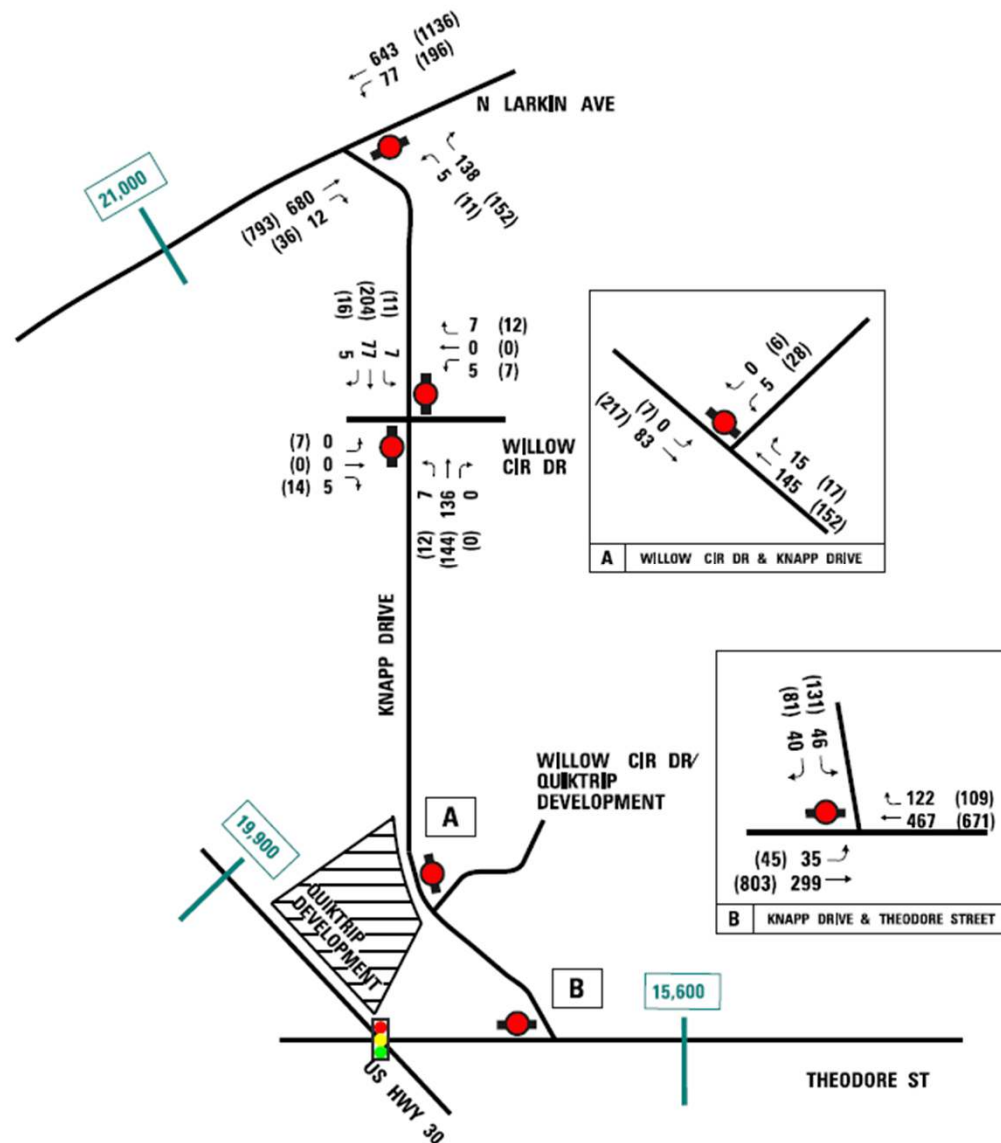 643 (1136)
77 (196)
N LARKIN AVE
21,000
138 (152)
5 (11)
(793) 680
(36) 12
(16) (204) (11)
5 77 7
7 (12)
0 (0)
5 (7)
(7) 0
(0) 0
(14) 5
WILLOW
CIR DR
7 136 0
(12) (144) (0)
0 (6)
5 (28)
(7) 0
(217) 83
15 (17)
145 (152)
A WILLOW CIR DR & KNAPP DRIVE
KNAPP DRIVE
(81) (131)
40 46
122 (109)
467 (671)
(45) 35
(803) 299
B KNAPP DRIVE & THEODORE STREET
WILLOW CIR DR/
QUIKTRIP
DEVELOPMENT
A
19,900
QUIKTRIP
DEVELOPMENT
B
15,600
US HWY 30
THEODORE ST